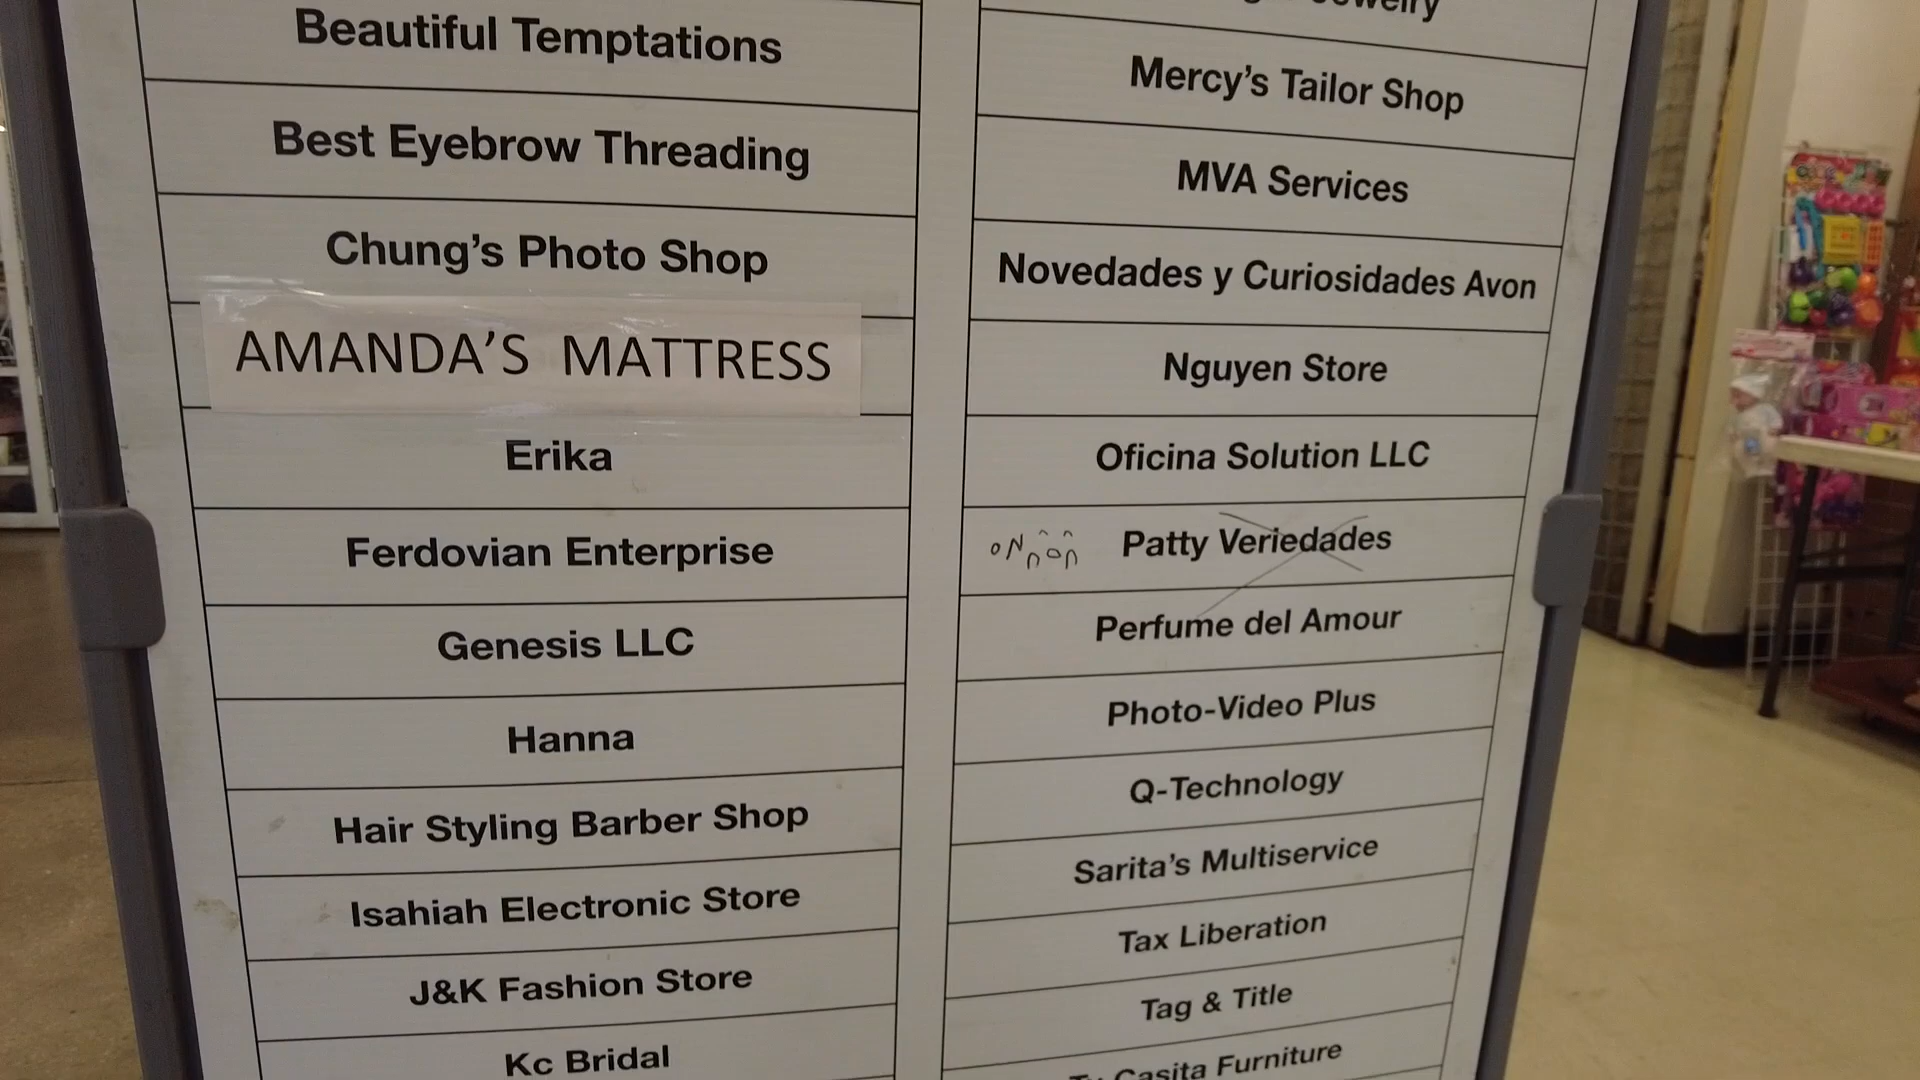 Beautiful Temptations
Best Eyebrow Threading
Chung's Photo Shop
AMANDA'S MATTRESS
Erika
Ferdovian Enterprise
Genesis LLC
Hanna
Hair Styling Barber Shop
Isahiah Electronic Store
J&K Fashion Store
Kc Bridal
Mercy's Tailor Shop
MVA Services
Novedades y Curiosidades Avon
Nguyen Store
Oficina Solution LLC
Patty Veriedades
Perfume del Amour
Photo-Video Plus
Q-Technology
Sarita's Multiservice
Tax Liberation
Tag & Title
Casita Furniture